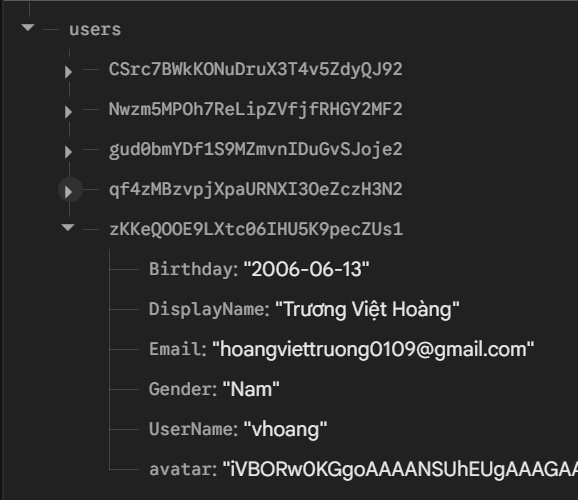 users
CSrc7BWkKONuDruX3T4v5ZdyQJ92
Nwzm5MPOh7ReLipZVfjfRHGY2MF2
gud0bmYDf1S9MZmvnIDuGvSJoje2
qf4zMBzvpjXpaURNXI3OeZczH3N2
zKKeQOOE9LXtc06IHU5K9pecZUs1
Birthday: "2006-06-13"
DisplayName: "Trương Việt Hoàng"
Email: "hoangviettruong0109@gmail.com"
Gender: "Nam"
UserName: "vhoang"
avatar: "iVBORw0KGgoAAAANSUhEUgAAAGAA